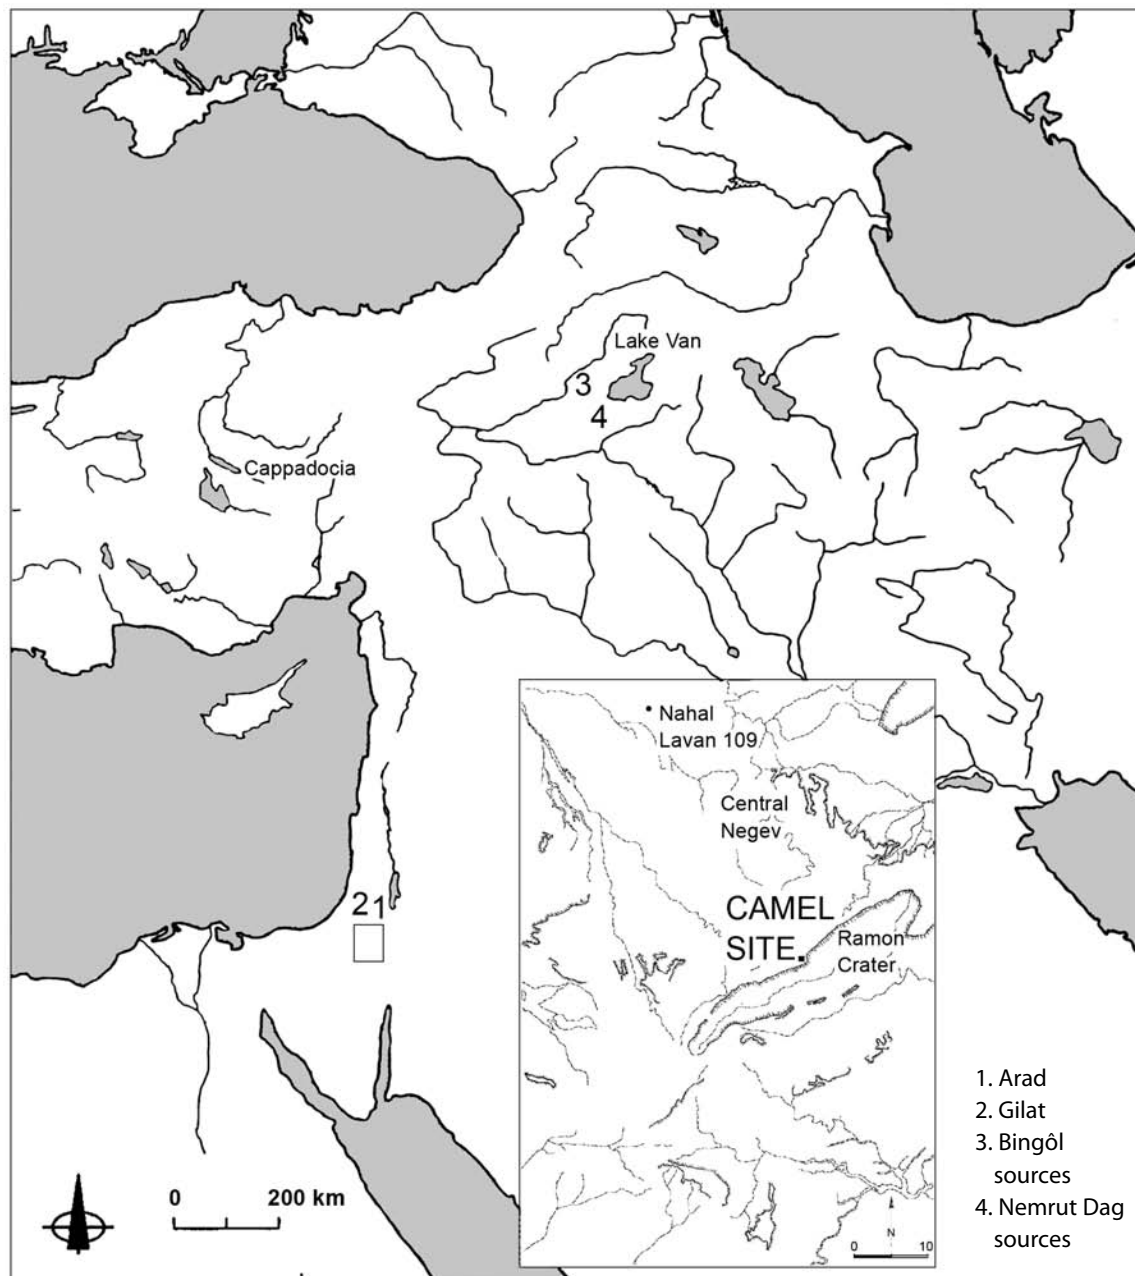 Lake Van
3
4
Cappadocia
Nahal
Lavan 109
Central
Negev
CAMEL
SITE
Ramon
Crater
21
1. Arad
2. Gilat
3. Bingôl
sources
4. Nemrut Dag
sources
0 200 km
N
0 10